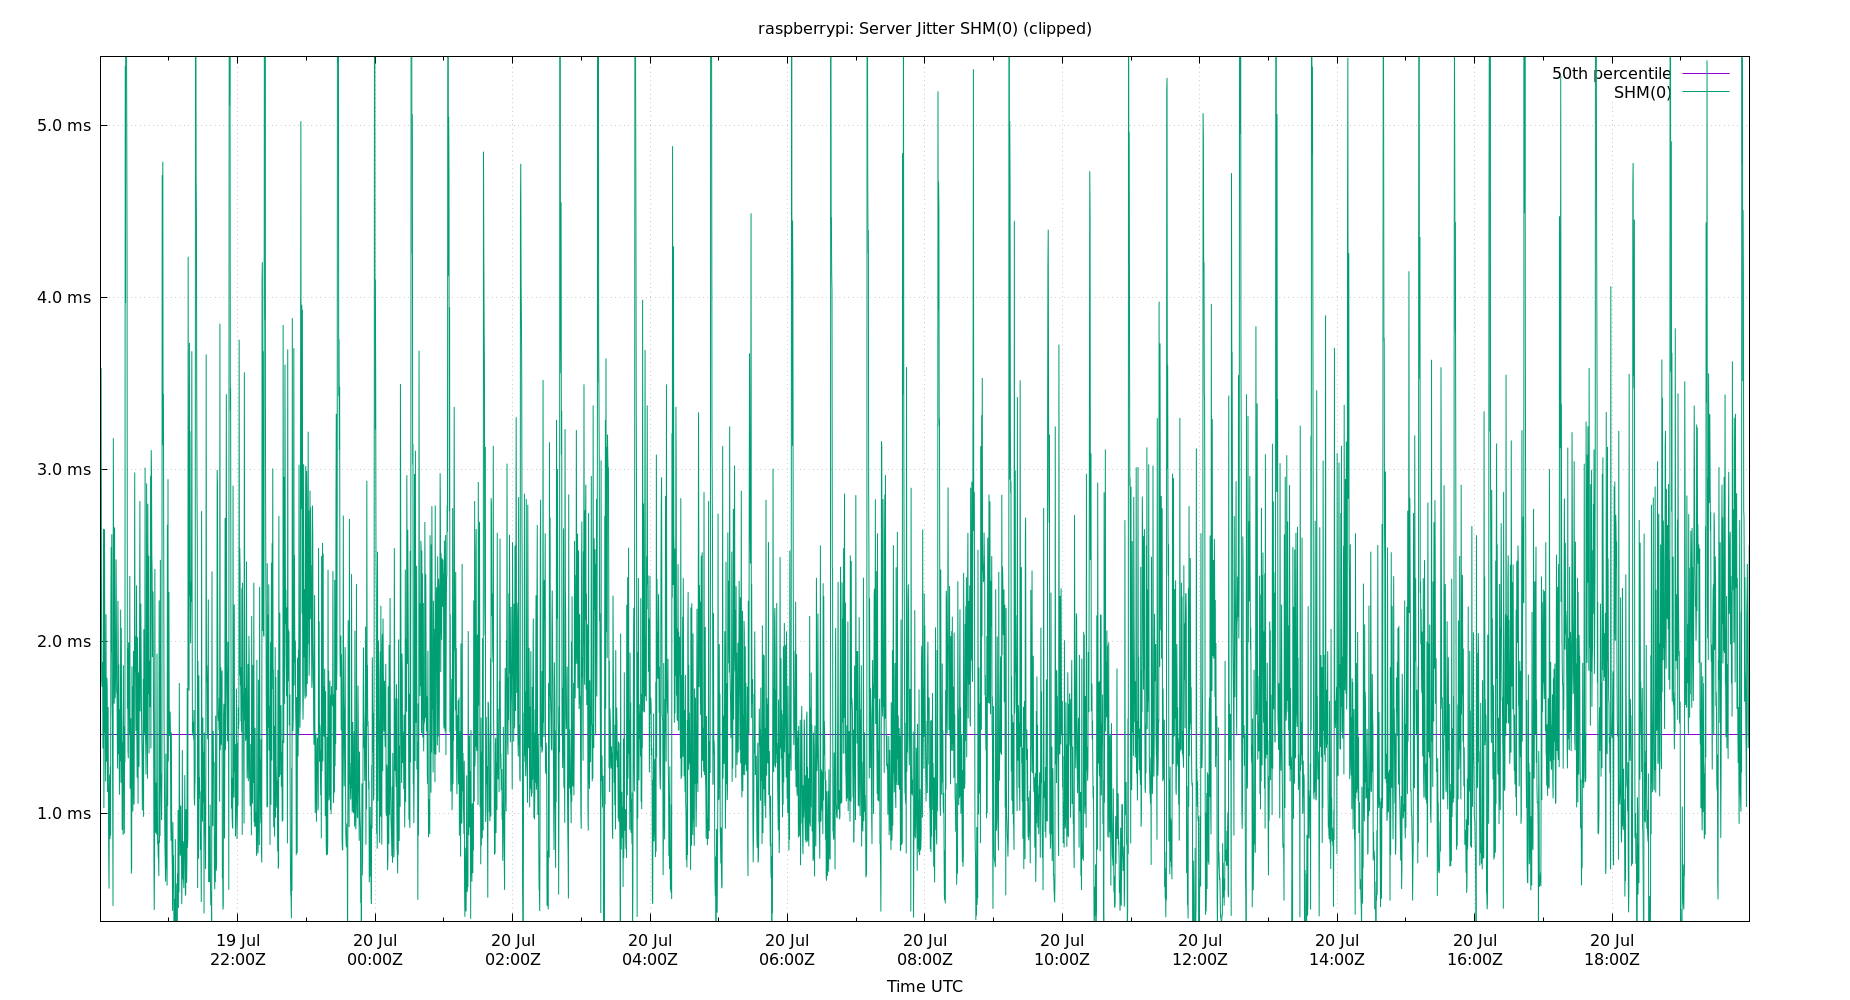 raspberrypi: Server Jitter SHM(0) (clipped)
50th percentile
SHM(0)
5.0 ms
4.0 ms
3.0 ms
2.0 ms
1.0 ms
19 Jul 20 Jul 20 Jul 20 Jul 20 Jul 20 Jul 20 Jul 20 Jul 20 Jul 20 Jul 20 Jul
22:00Z 00:00Z 02:00Z 04:00Z 06:00Z 08:00Z 10:00Z 12:00Z 14:00Z 16:00Z 18:00Z
Time UTC